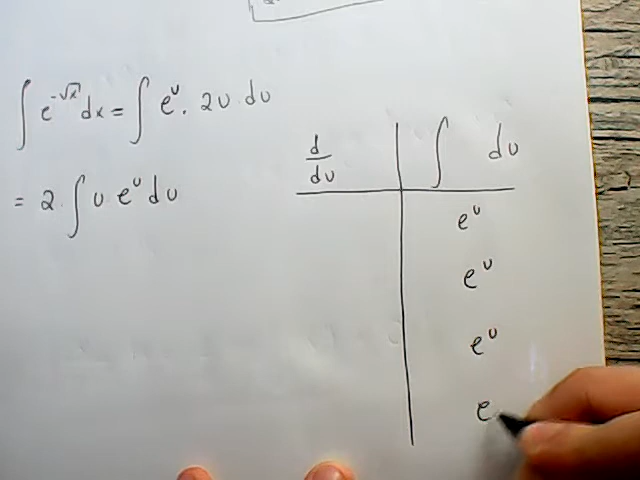 ∫ e^{-√x} dx = ∫ e^u · 2u du
= 2 · ∫ u e^u du
d/du ∫ du
e^u
e^u
e^u
e